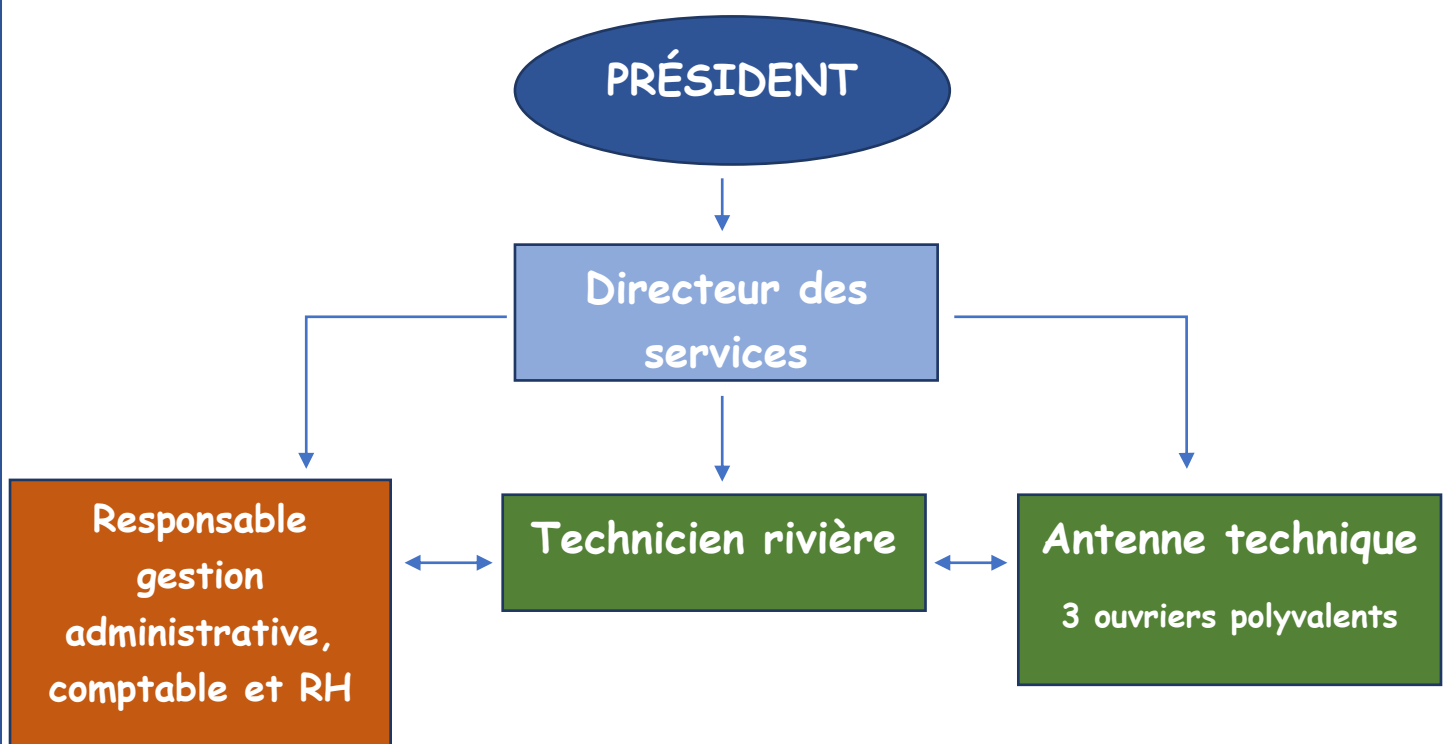 PRÉSIDENT
Directeur des
services
Responsable
gestion
administrative,
comptable et RH
Technicien rivière
Antenne technique
3 ouvriers polyvalents